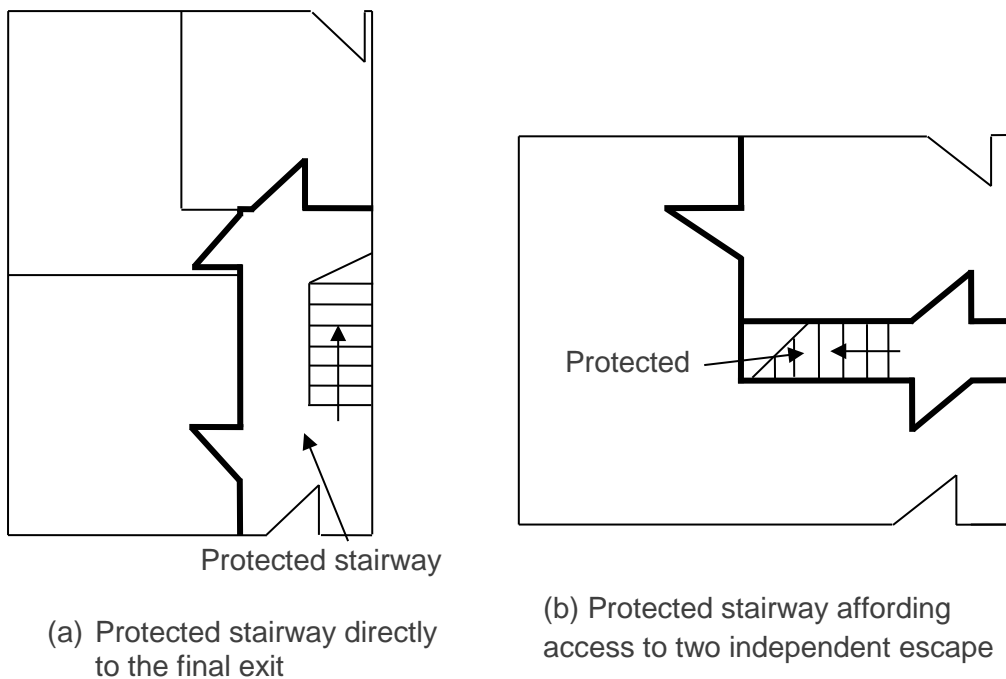 Protected stairway
(a) Protected stairway directly
to the final exit
Protected
(b) Protected stairway affording
access to two independent escape